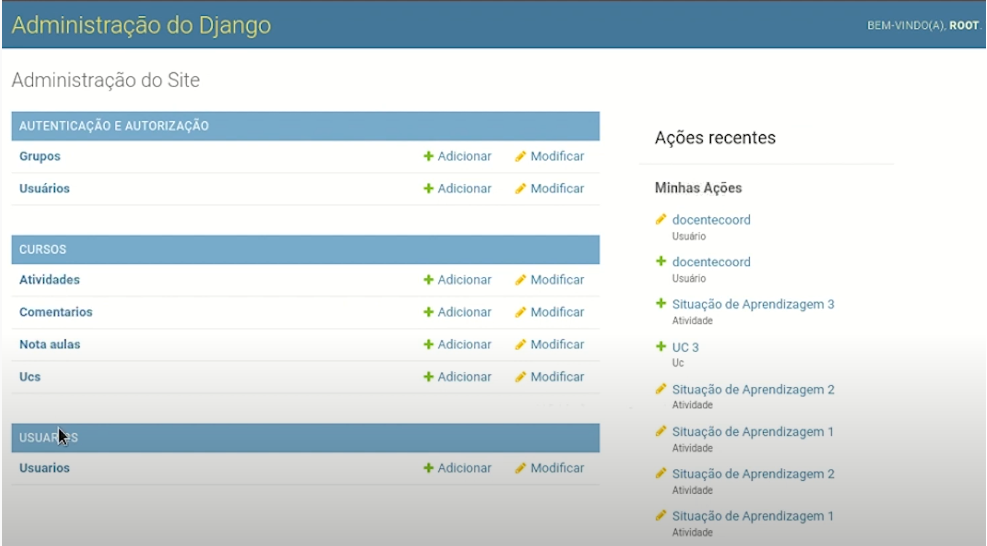 Administração do Django
BEM-VINDO(A), ROOT.
Administração do Site
AUTENTICAÇÃO E AUTORIZAÇÃO
Grupos Adicionar Modificar
Usuários Adicionar Modificar
CURSOS
Atividades Adicionar Modificar
Comentarios Adicionar Modificar
Nota aulas Adicionar Modificar
Ucs Adicionar Modificar
USUARIOS
Usuarios Adicionar Modificar
Ações recentes
Minhas Ações
docentecoord
Usuário
docentecoord
Usuário
Situação de Aprendizagem 3
Atividade
UC 3
Uc
Situação de Aprendizagem 2
Atividade
Situação de Aprendizagem 1
Atividade
Situação de Aprendizagem 2
Atividade
Situação de Aprendizagem 1
Atividade